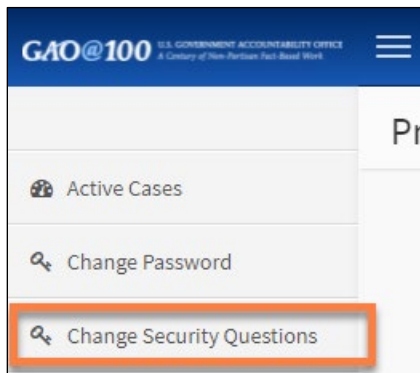 GAO@100 U.S. GOVERNMENT ACCOUNTABILITY OFFICE
A Century of Non-Partisan Fact-Based Work
Pr
Active Cases
Change Password
Change Security Questions